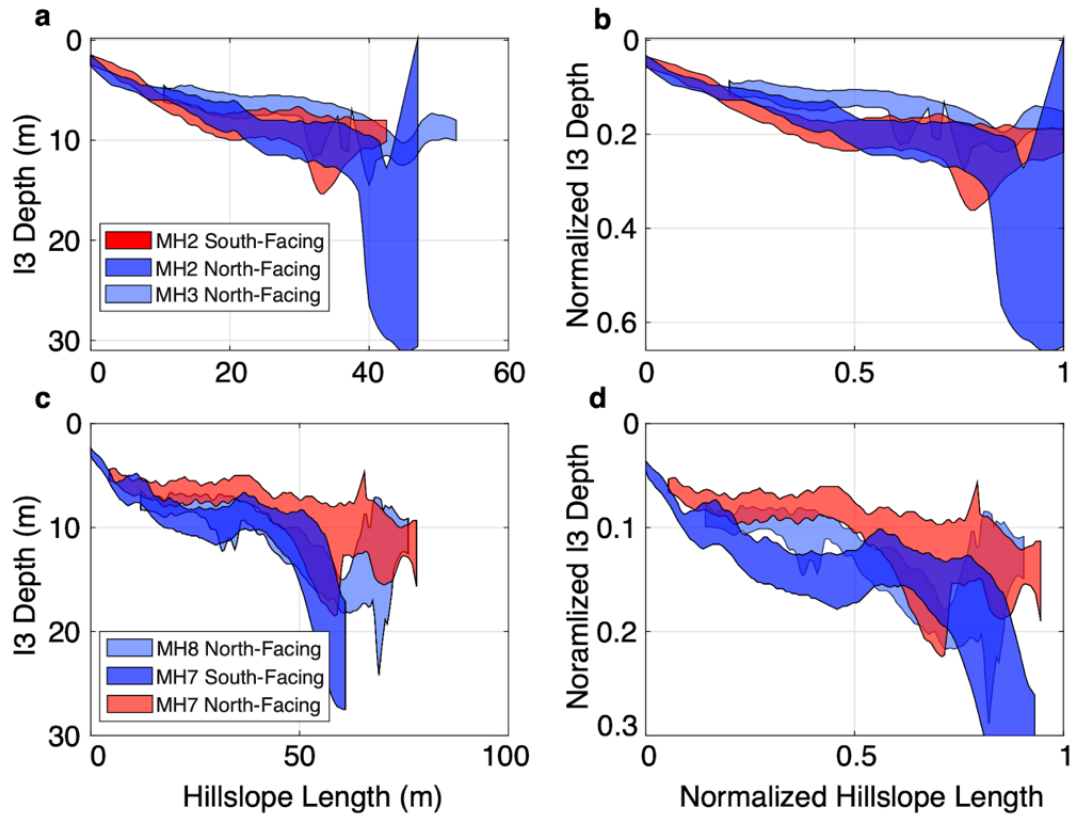 a
b
0
10
20
30
I3 Depth (m)
MH2 South-Facing
MH2 North-Facing
MH3 North-Facing
0
20
40
60
0
0.2
0.4
0.6
Normalized I3 Depth
0
0.5
1
c
d
0
10
20
30
I3 Depth (m)
MH8 North-Facing
MH7 South-Facing
MH7 North-Facing
0
50
100
Hillslope Length (m)
0
0.1
0.2
0.3
Noramlized I3 Depth
0
0.5
1
Normalized Hillslope Length